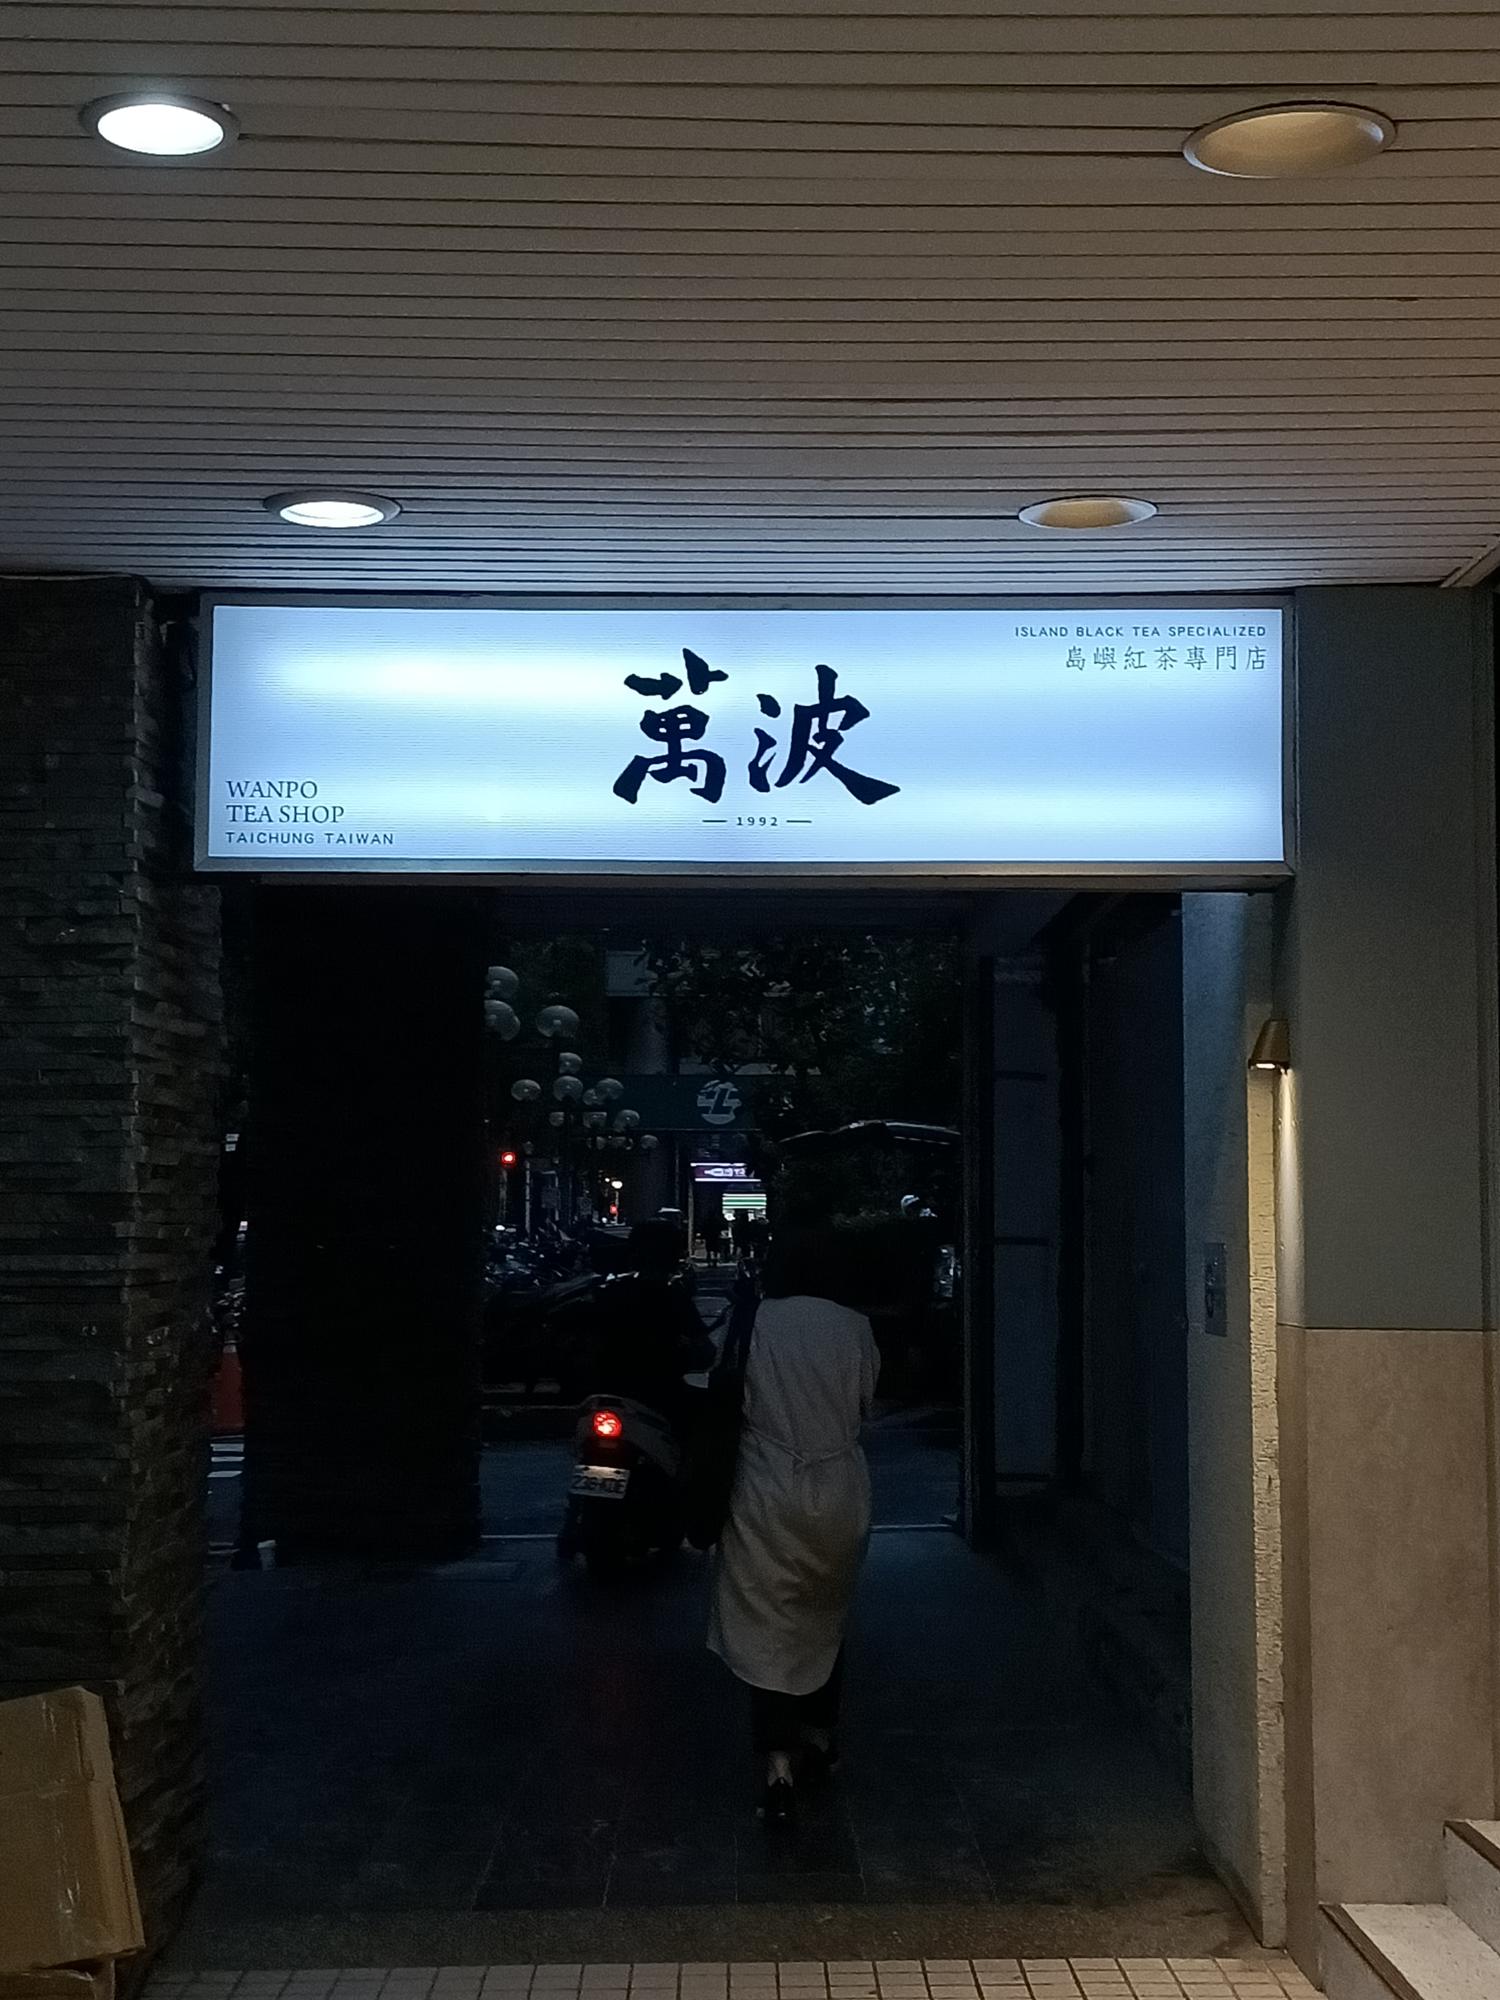 ISLAND BLACK TEA SPECIALIZED
島嶼紅茶專門店
萬波
1992
WANPO
TEA SHOP
TAICHUNG TAIWAN